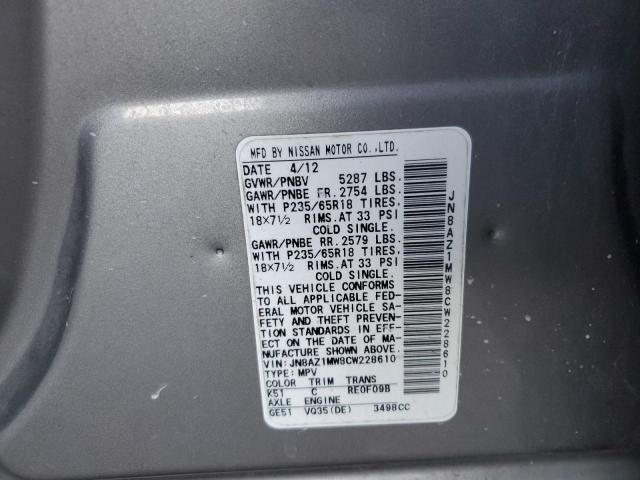 MFD BY NISSAN MOTOR CO.,LTD.
DATE 4/12
GVWR/PNBV 5287 LBS.
GAWR/PNBE FR. 2754 LBS.
WITH P235/65R18 TIRES.
18×7½ RIMS. AT 33 PSI
COLD SINGLE.
GAWR/PNBE RR. 2579 LBS.
WITH P235/65R18 TIRES.
18×7½ RIMS. AT 33 PSI
COLD SINGLE.
THIS VEHICLE CONFORMS
TO ALL APPLICABLE FED-
ERAL MOTOR VEHICLE SA-
FETY AND THEFT PREVEN-
TION STANDARDS IN EFF-
ECT ON THE DATE OF MA-
NUFACTURE SHOWN ABOVE.
VIN:JN8AZ1MW8CW228610
TYPE:MPV
COLOR TRIM TRANS
K51 C RE0F09B
AXLE ENGINE
GE51 VQ35(DE) 3498CC
JN8AZ1MW8CW228610